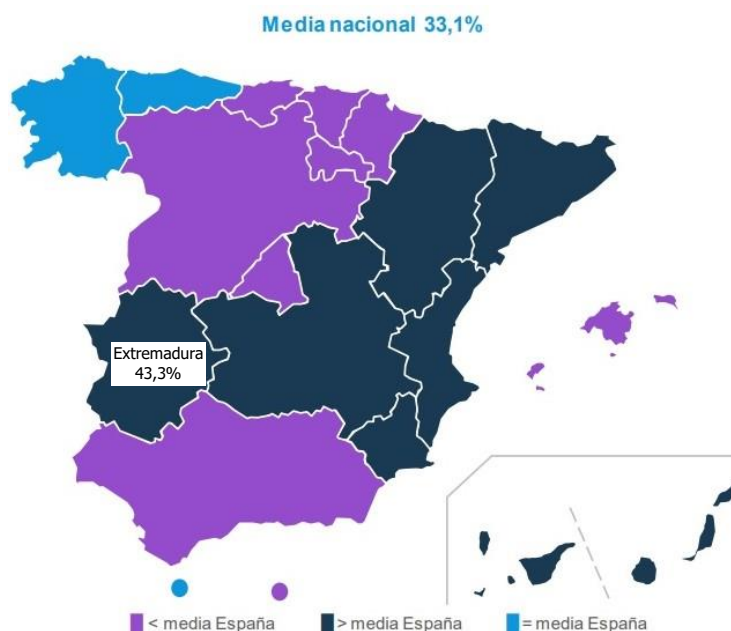 Media nacional 33,1%
Extremadura
43,3%
< media España > media España = media España